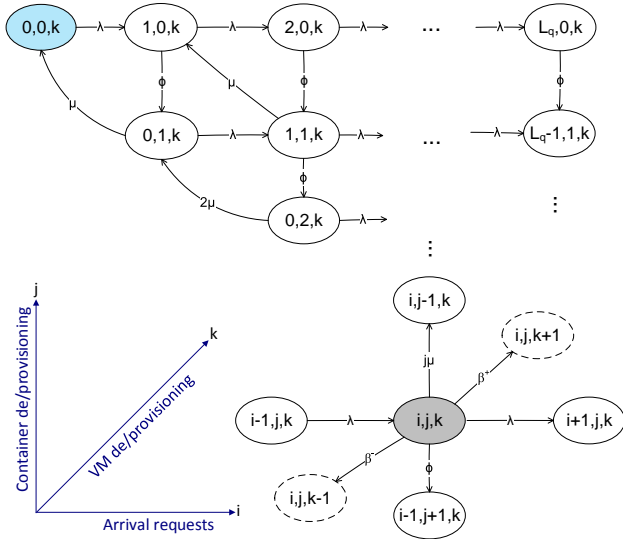 0,0,k λ 1,0,k λ 2,0,k λ ... λ Lq,0,k
ϕ ϕ ϕ
μ μ
0,1,k λ 1,1,k λ ... λ Lq-1,1,k
ϕ
2μ 0,2,k λ ⋮
⋮
j
i,j-1,k
k i,j,k+1
jμ β+
Container de/provisioning
VM de/provisioning
i-1,j,k λ i,j,k λ i+1,j,k
β- ϕ
i,j,k-1
i-1,j+1,k
i
Arrival requests